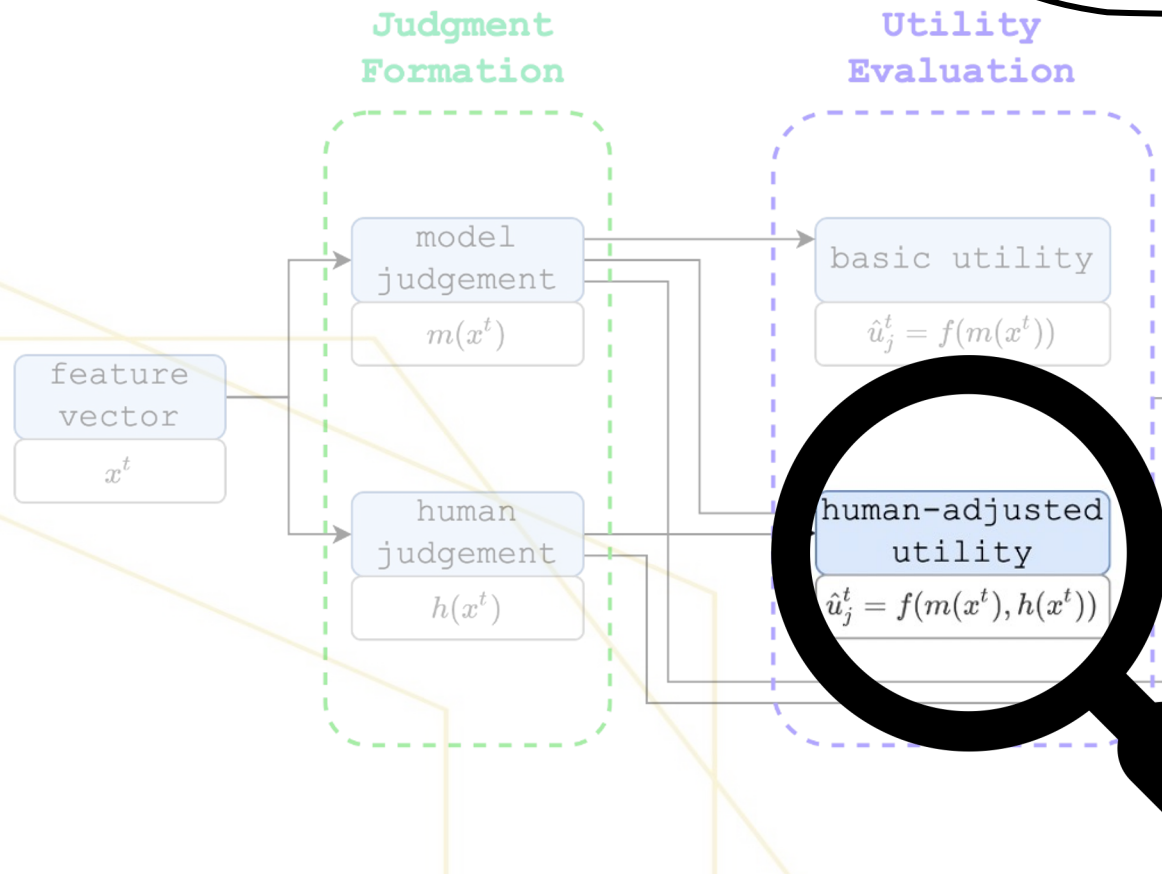 Judgment
Formation
Utility
Evaluation
model
judgement
m(x^t)
basic utility
û_j^t = f(m(x^t))
feature
vector
x^t
human
judgement
h(x^t)
human-adjusted
utility
û_j^t = f(m(x^t), h(x^t))